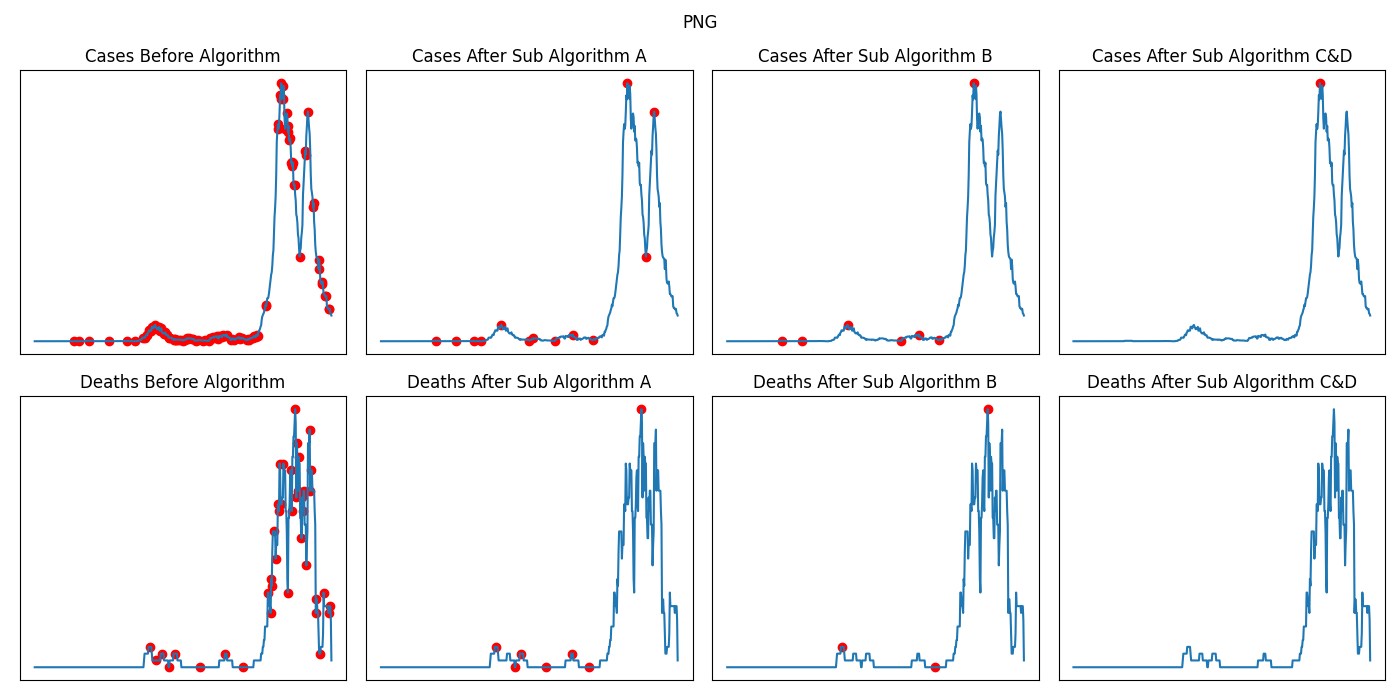 PNG
Cases Before Algorithm
Cases After Sub Algorithm A
Cases After Sub Algorithm B
Cases After Sub Algorithm C&D
Deaths Before Algorithm
Deaths After Sub Algorithm A
Deaths After Sub Algorithm B
Deaths After Sub Algorithm C&D